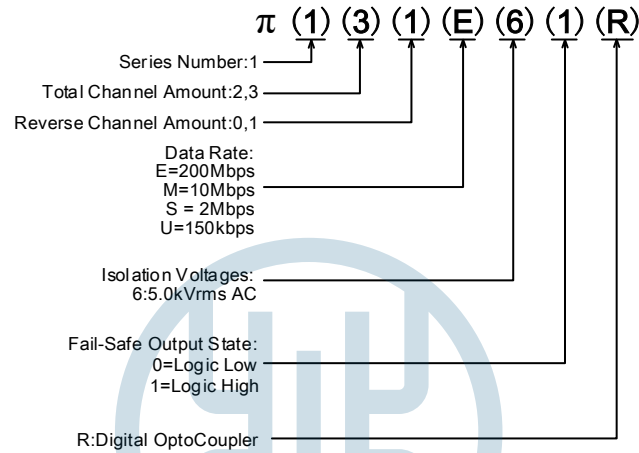 π (1) (3) (1) (E) (6) (1) (R)
Series Number:1
Total Channel Amount:2,3
Reverse Channel Amount:0,1
Data Rate:
E=200Mbps
M=10Mbps
S = 2Mbps
U=150kbps
Isolation Voltages:
6:5.0kVrms AC
Fail-Safe Output State:
0=Logic Low
1=Logic High
R:Digital OptoCoupler